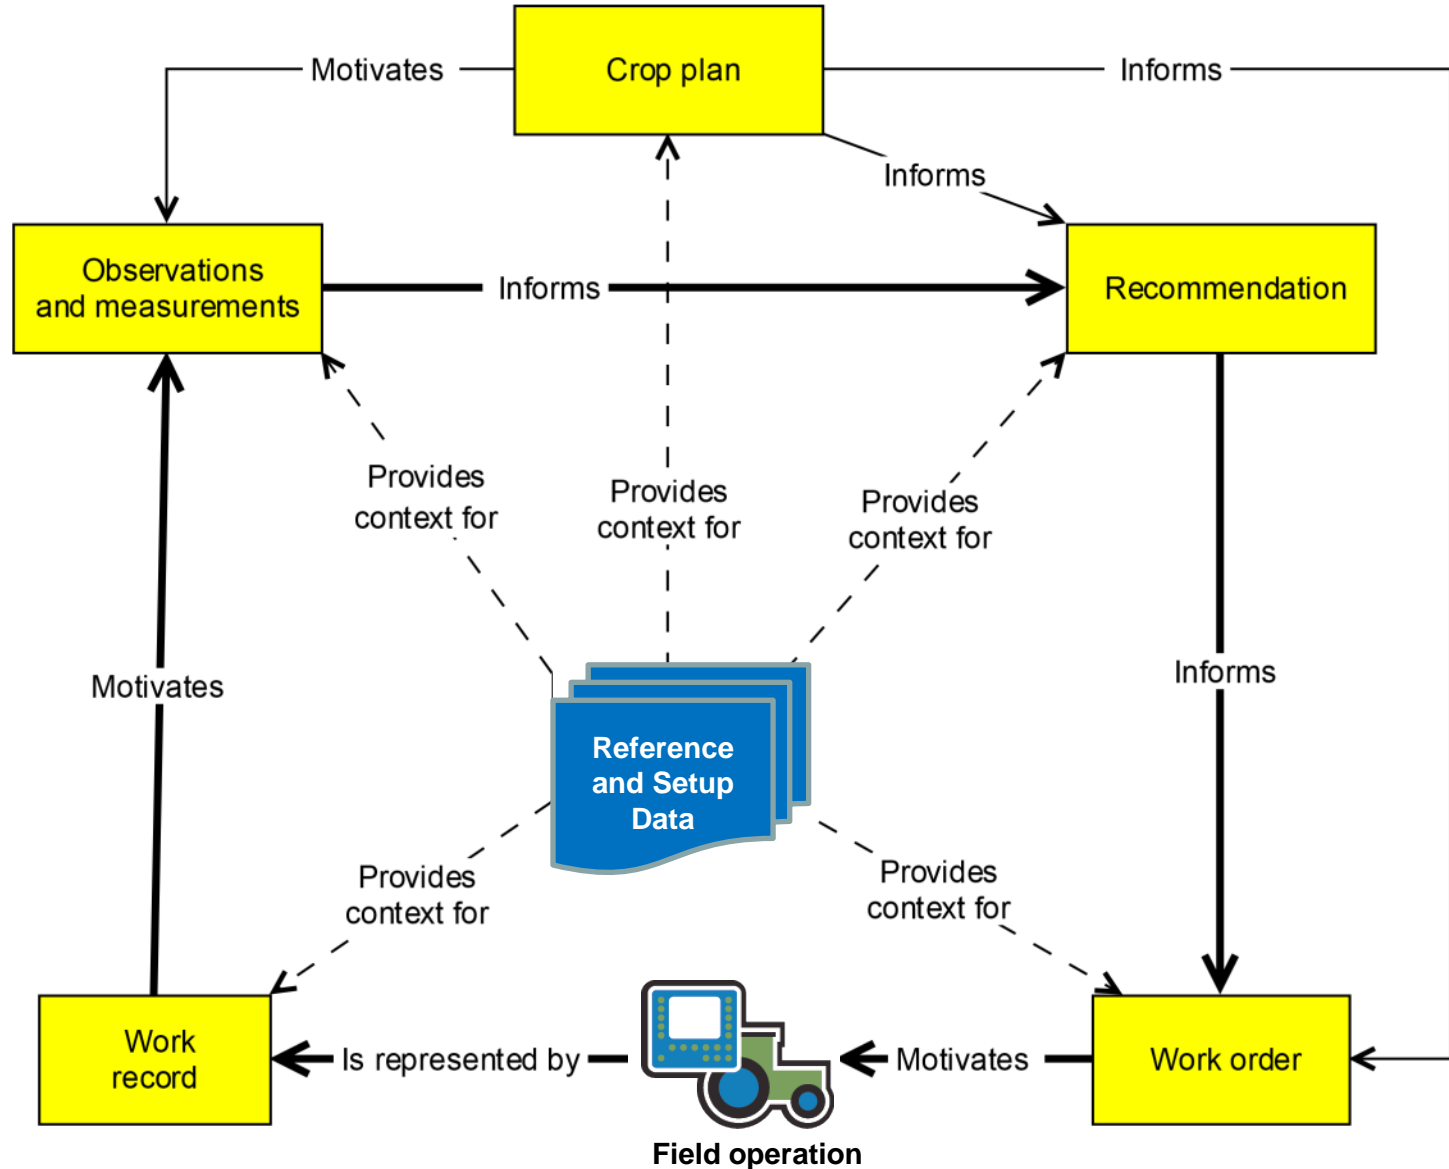 Motivates
Crop plan
Informs
Informs
Observations
and measurements
Informs
Recommendation
Provides
context for
Provides
context for
Provides
context for
Motivates
Informs
Reference
and Setup
Data
Provides
context for
Provides
context for
Work
record
Is represented by
Motivates
Work order
Field operation